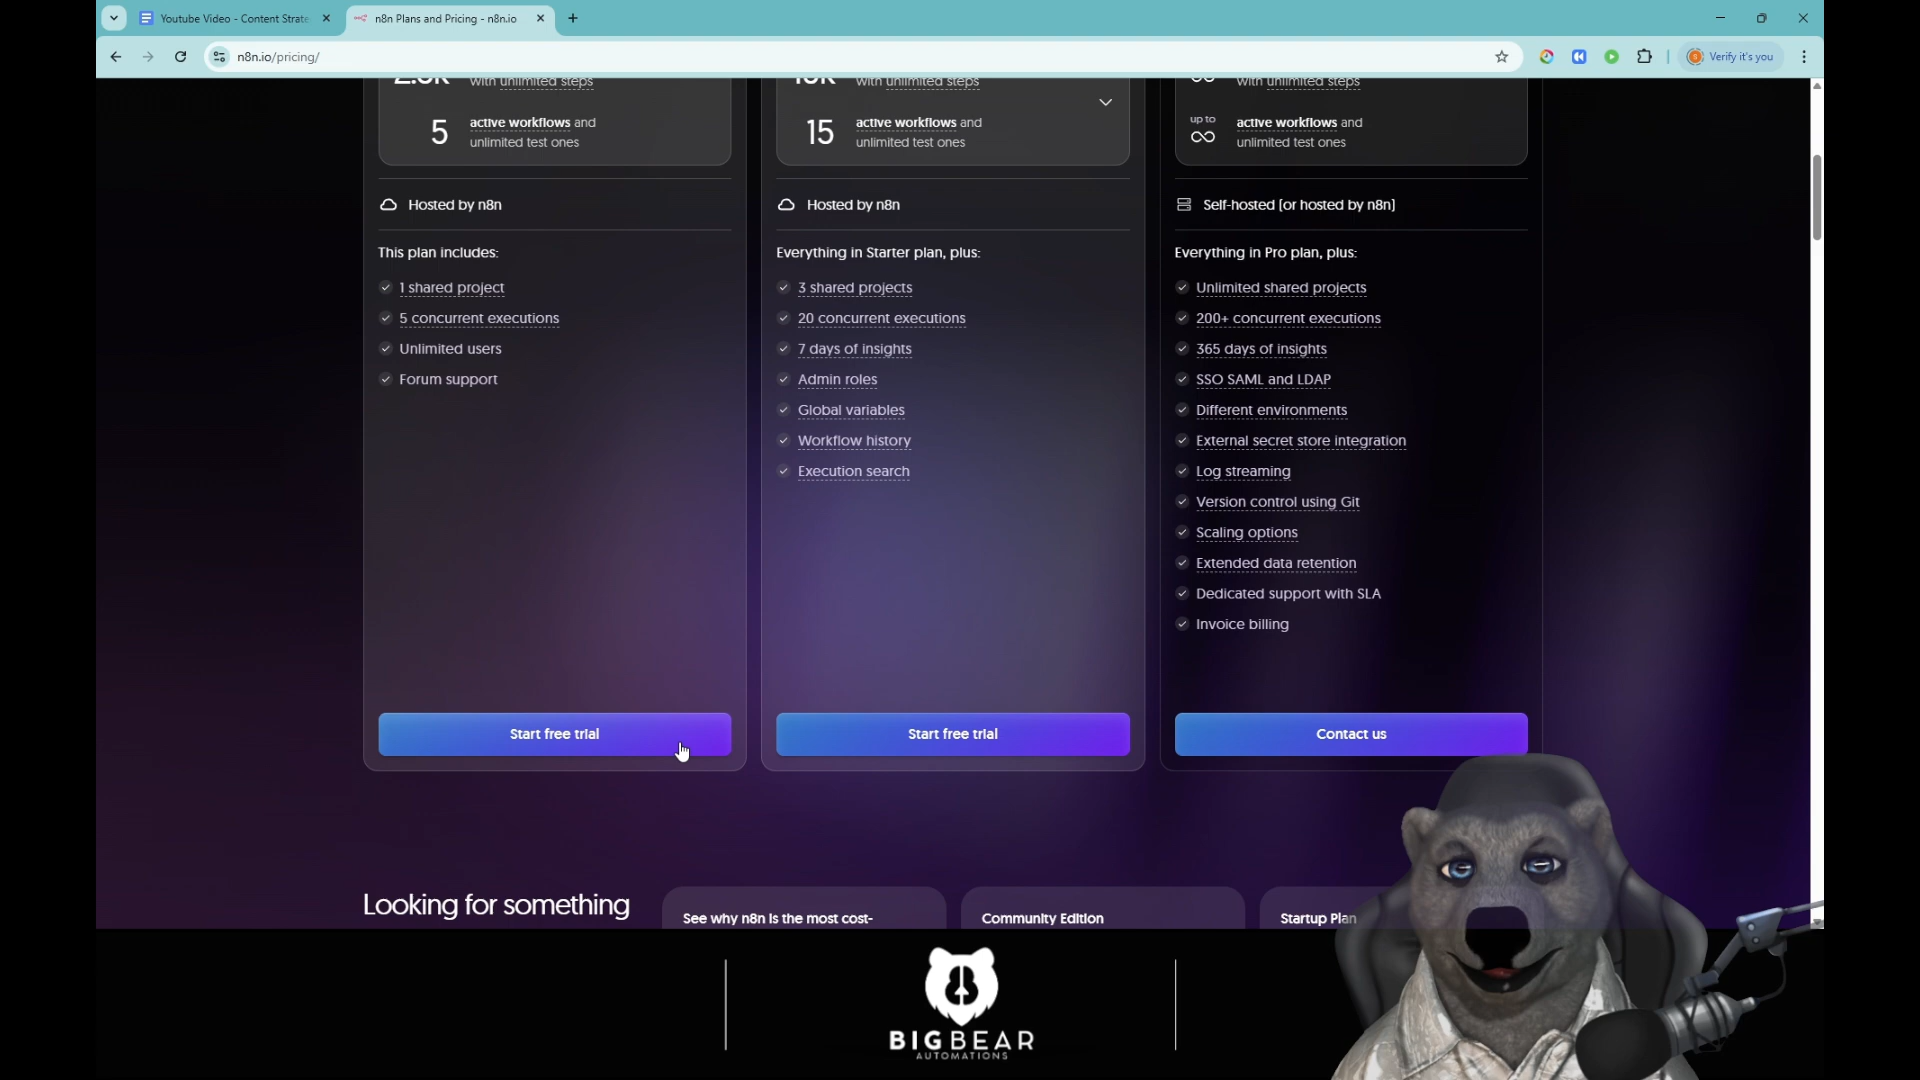 Youtube Video - Content Strate
n8n Plans and Pricing - n8n.io
n8n.io/pricing/
Verify it's you
with unlimited steps
5 active workflows and
unlimited test ones
Hosted by n8n
This plan includes:
1 shared project
5 concurrent executions
Unlimited users
Forum support
Start free trial
with unlimited steps
15 active workflows and
unlimited test ones
Hosted by n8n
Everything in Starter plan, plus:
3 shared projects
20 concurrent executions
7 days of insights
Admin roles
Global variables
Workflow history
Execution search
Start free trial
with unlimited steps
up to
∞ active workflows and
unlimited test ones
Self-hosted (or hosted by n8n)
Everything in Pro plan, plus:
Unlimited shared projects
200+ concurrent executions
365 days of insights
SSO SAML and LDAP
Different environments
External secret store integration
Log streaming
Version control using Git
Scaling options
Extended data retention
Dedicated support with SLA
Invoice billing
Contact us
Looking for something
See why n8n is the most cost-
Community Edition
Startup Plan
BIGBEAR
AUTOMATIONS